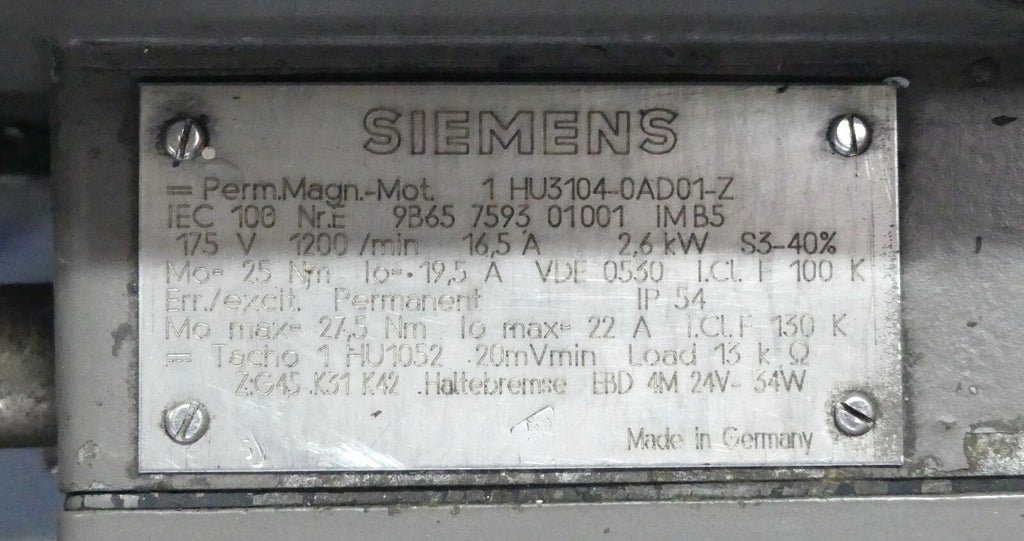 SIEMENS
= Perm.Magn.-Mot. 1 HU3104-0AD01-Z
IEC 100 Nr.E 9B65 7593 01001 IM B5
175 V 1200 /min 16,5 A 2,6 kW S3-40%
Mo= 25 Nm Io= 19,5 A VDE 0530 I.Cl. F 100 K
Err./excit. Permanent IP 54
Mo max= 27,5 Nm Io max= 22 A I.Cl.F 130 K
= Tacho 1 HU1052 20mVmin Load 13 k Ω
Z:G45 .K31 K42 .Haltebremse EBD 4M 24V- 34W
Made in Germany